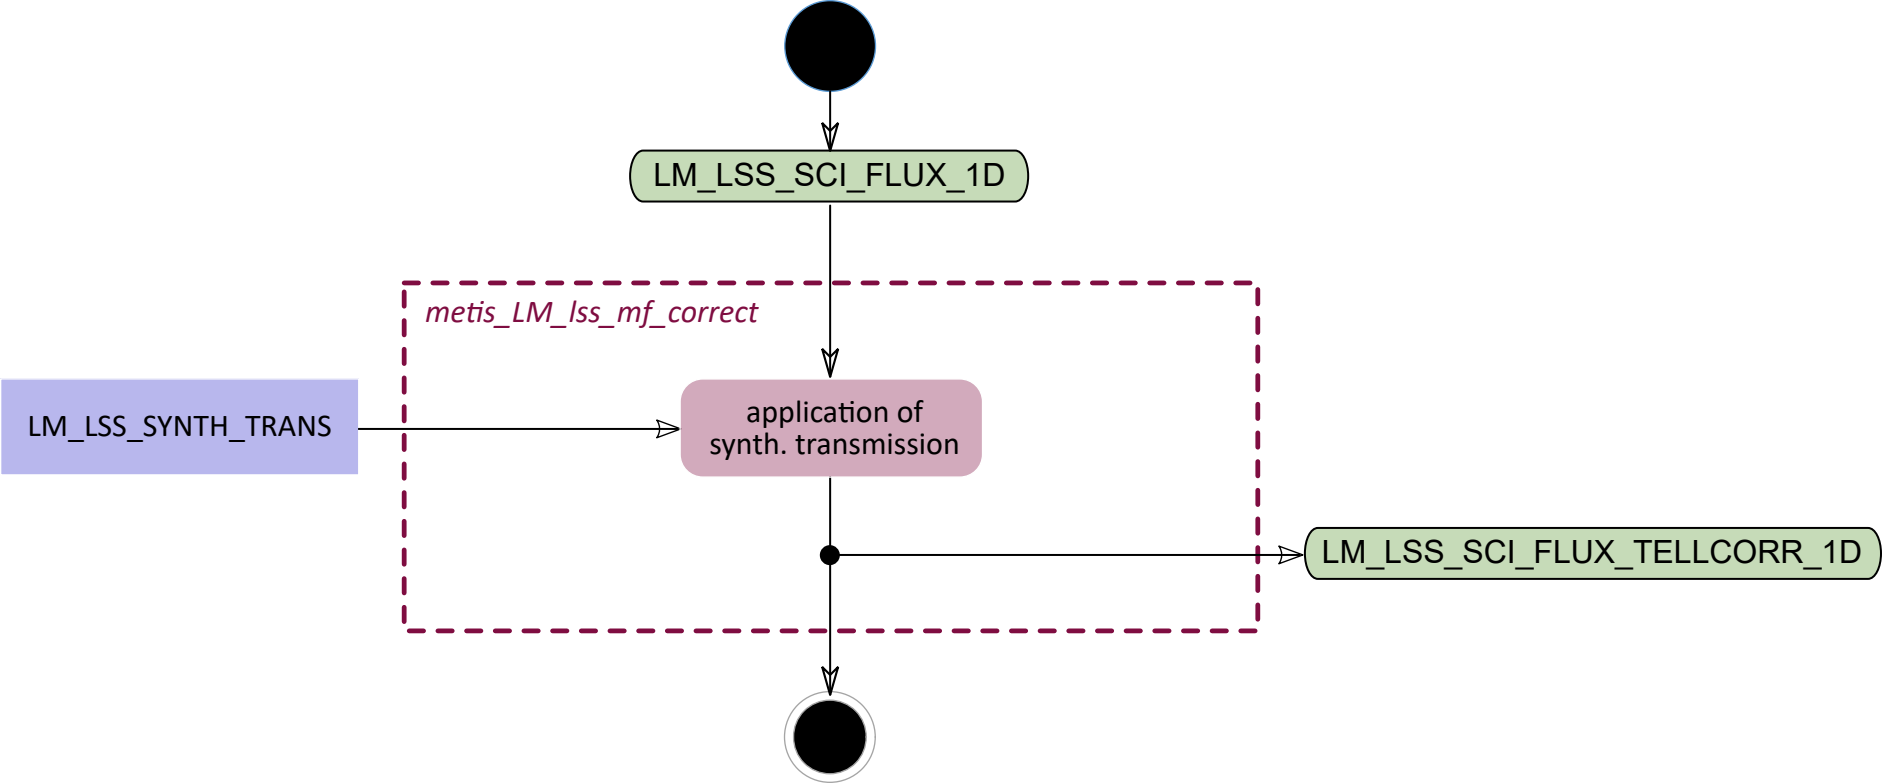 LM_LSS_SCI_FLUX_1D
metis_LM_lss_mf_correct
LM_LSS_SYNTH_TRANS
application of
synth. transmission
LM_LSS_SCI_FLUX_TELLCORR_1D